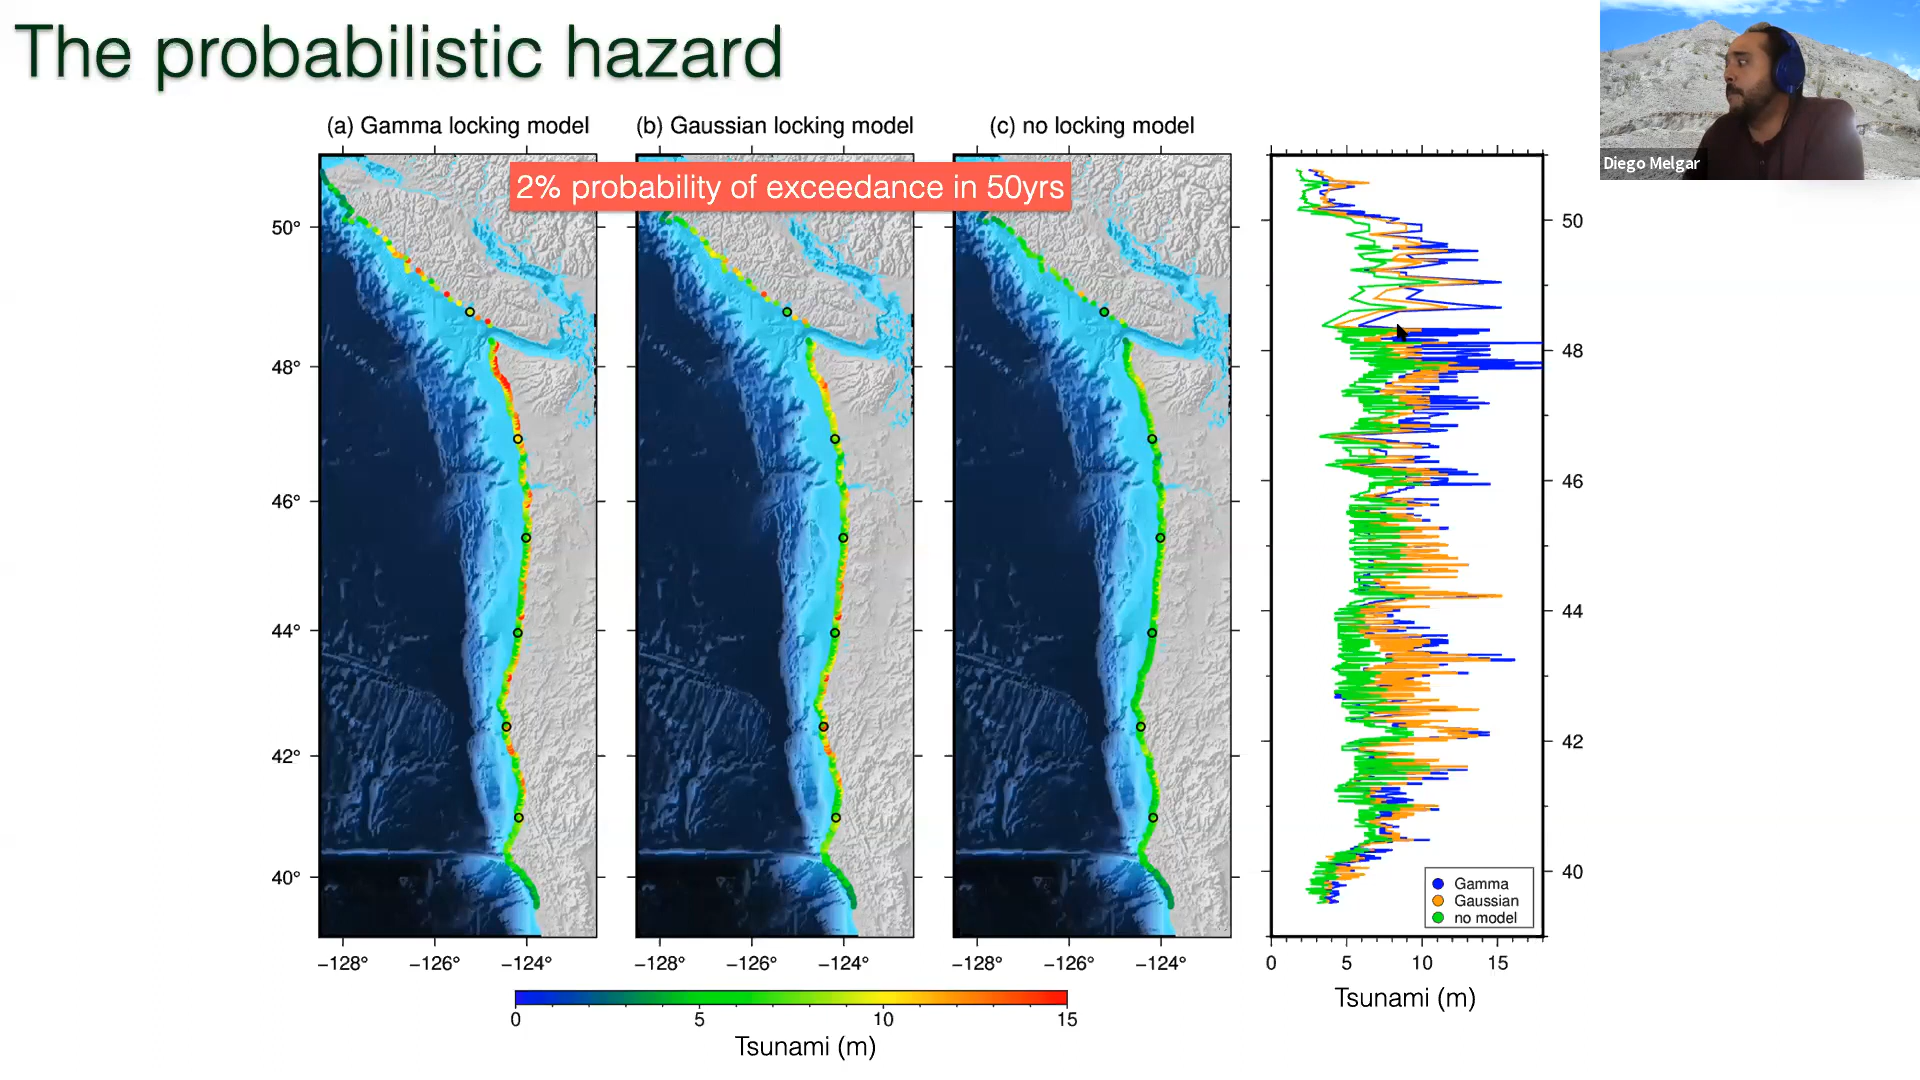 The probabilistic hazard
Diego Melgar
(a) Gamma locking model
(b) Gaussian locking model
(c) no locking model
2% probability of exceedance in 50yrs
50°
48°
46°
44°
42°
40°
−128°
−126°
−124°
−128°
−126°
−124°
−128°
−126°
−124°
0
5
10
15
Tsunami (m)
50
48
46
44
42
40
Gamma
Gaussian
no model
0
5
10
15
Tsunami (m)